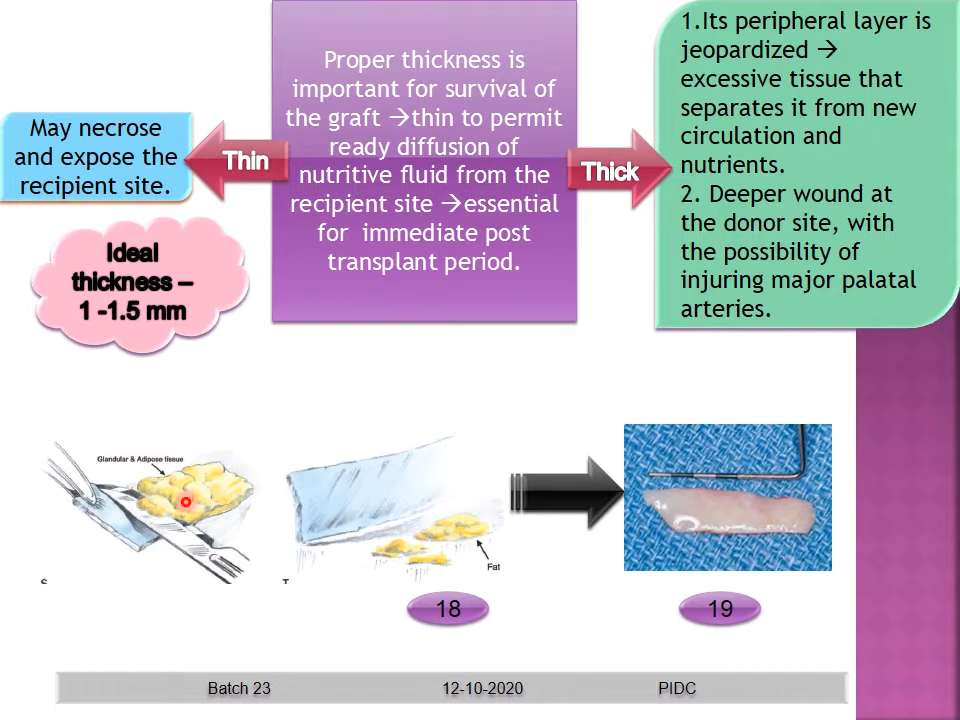 Proper thickness is
important for survival of
the graft →thin to permit
ready diffusion of
nutritive fluid from the
recipient site →essential
for immediate post
transplant period.
Thin
May necrose
and expose the
recipient site.
Thick
1.Its peripheral layer is
jeopardized →
excessive tissue that
separates it from new
circulation and
nutrients.
2. Deeper wound at
the donor site, with
the possibility of
injuring major palatal
arteries.
Ideal
thickness –
1 -1.5 mm
Glandular & Adipose tissue
Fat
18
19
Batch 23
12-10-2020
PIDC